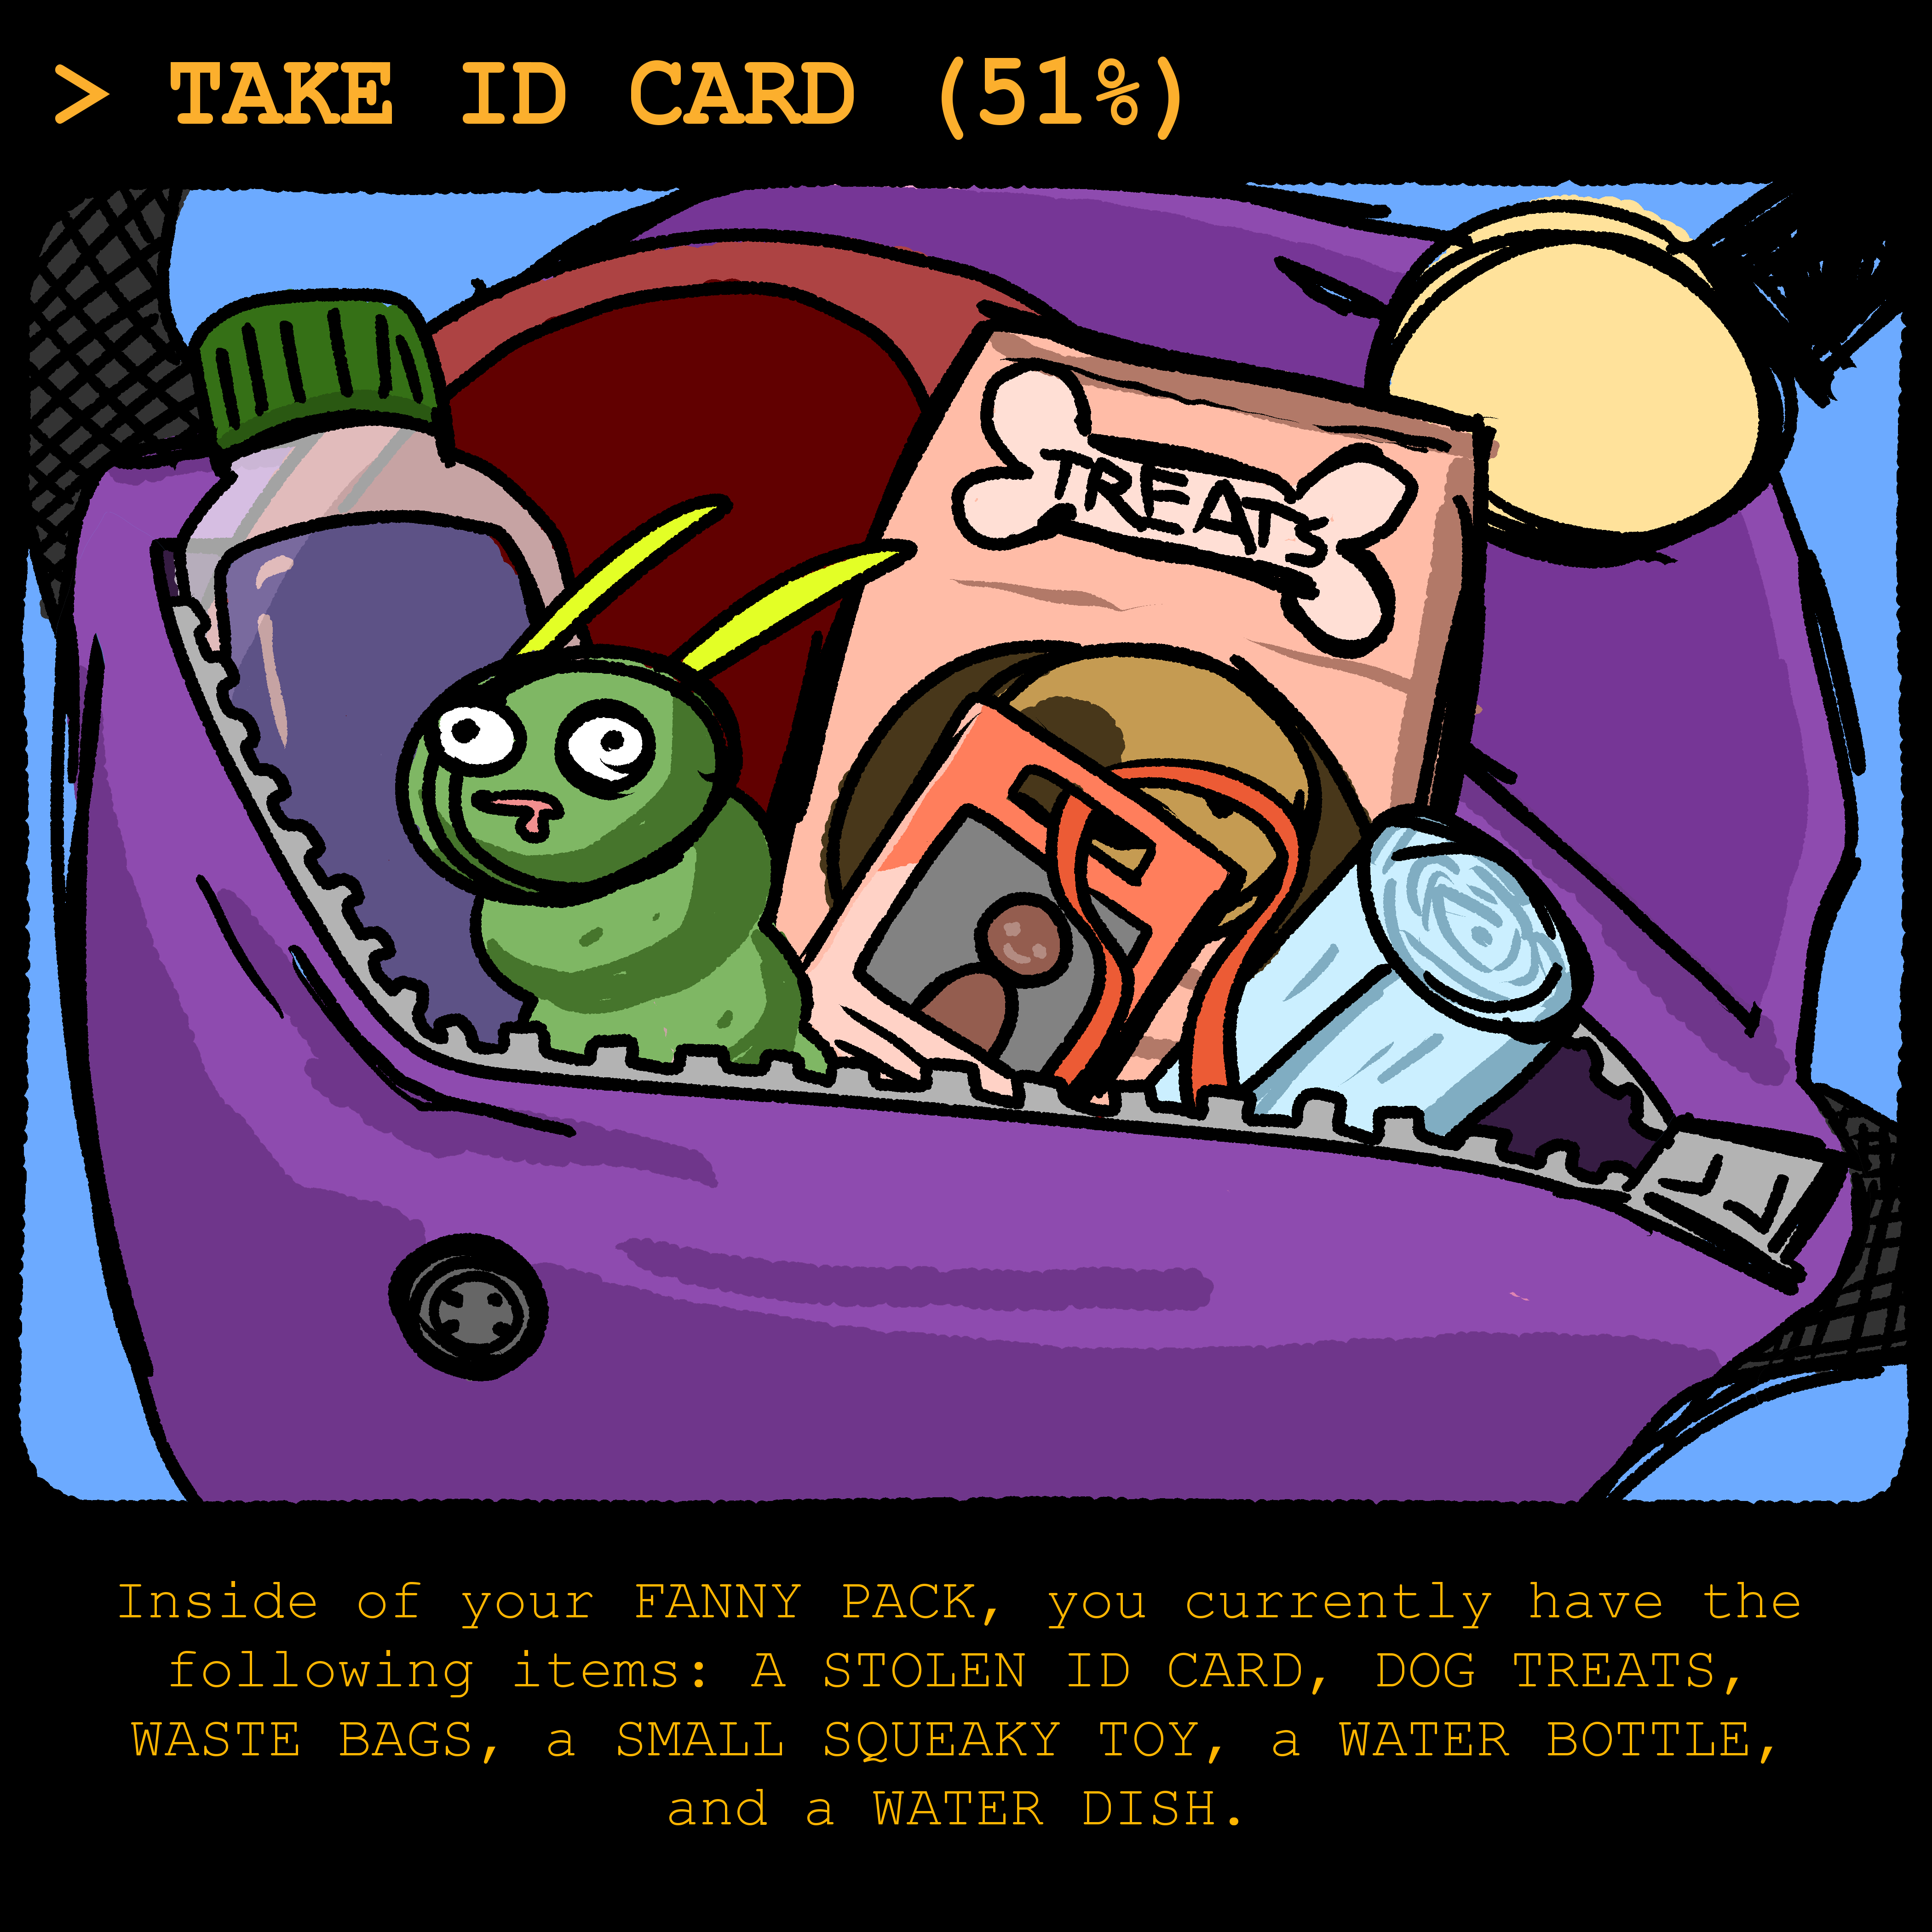 > TAKE ID CARD (51%)
TREATS
Inside of your FANNY PACK, you currently have the
following items: A STOLEN ID CARD, DOG TREATS,
WASTE BAGS, a SMALL SQUEAKY TOY, a WATER BOTTLE,
and a WATER DISH.